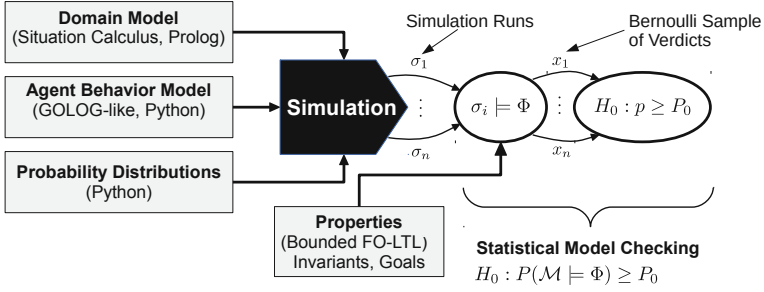 Domain Model
(Situation Calculus, Prolog)
Agent Behavior Model
(GOLOG-like, Python)
Probability Distributions
(Python)
Simulation
Simulation Runs
σ₁
⋮
σₙ
Properties
(Bounded FO-LTL)
Invariants, Goals
σᵢ ⊨ Φ
Bernoulli Sample
of Verdicts
x₁
⋮
xₙ
H₀ : p ≥ P₀
Statistical Model Checking
H₀ : P(ℳ ⊨ Φ) ≥ P₀